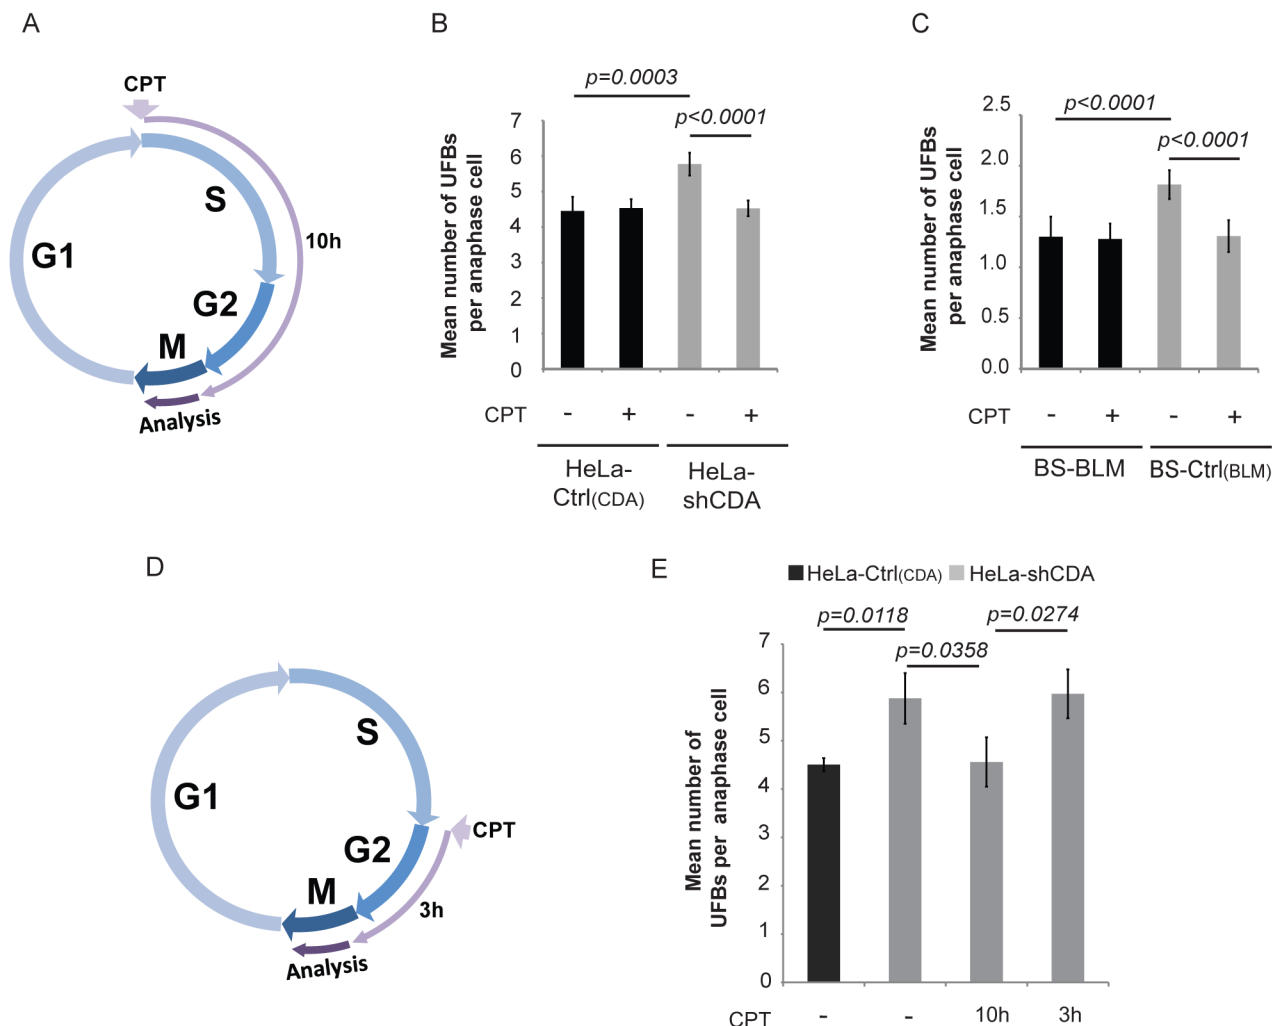 A
CPT
S
10h
G1
G2
M
Analysis
B
p=0.0003
p<0.0001
Mean number of UFBs
per anaphase cell
7
6
5
4
3
2
1
0
CPT - + - +
HeLa-
Ctrl(CDA)
HeLa-
shCDA
C
p<0.0001
p<0.0001
Mean number of UFBs
per anaphase cell
2.5
2.0
1.5
1.0
0.5
0.0
CPT - + - +
BS-BLM
BS-Ctrl(BLM)
D
S
G1
CPT
G2
M
3h
Analysis
E
HeLa-Ctrl(CDA) HeLa-shCDA
p=0.0118
p=0.0274
p=0.0358
Mean number of
UFBs per anaphase cell
7
6
5
4
3
2
1
0
CPT - - 10h 3h